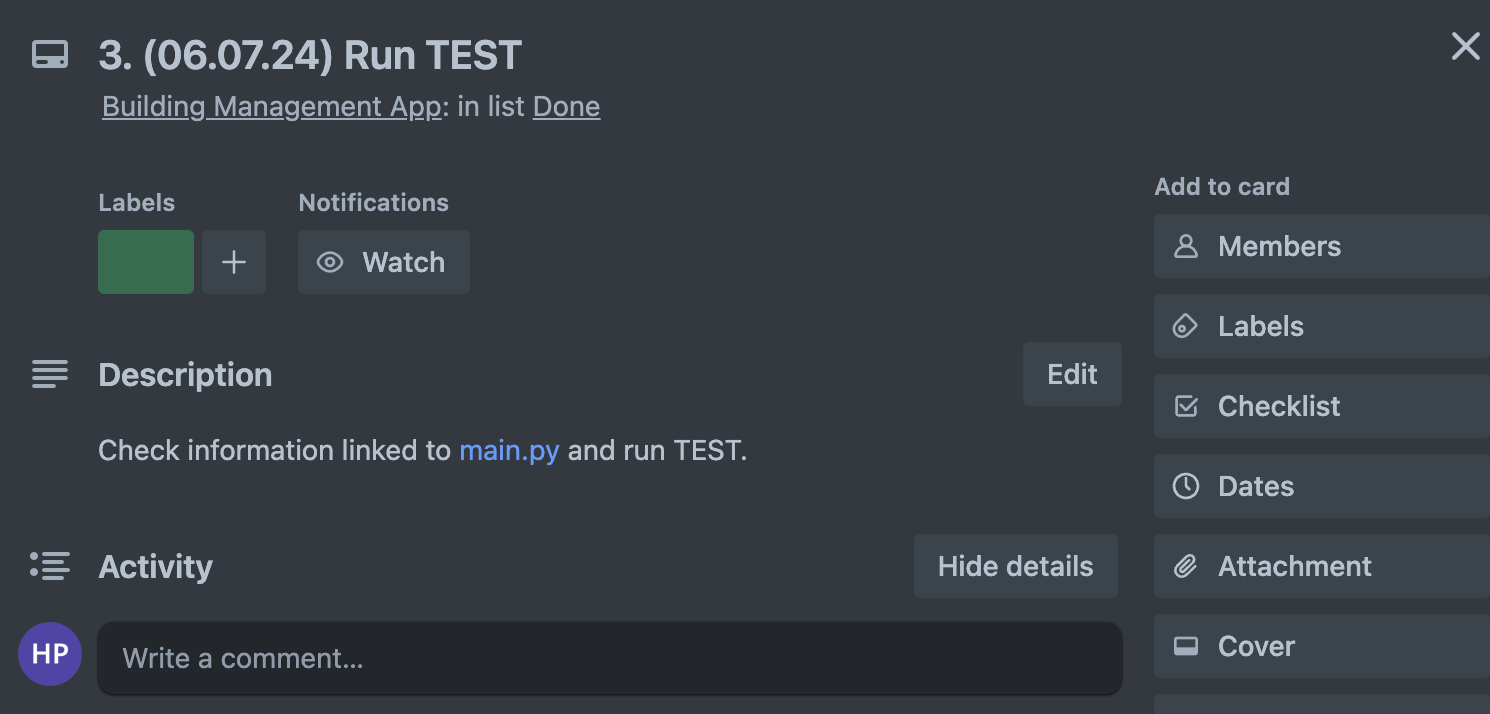 3. (06.07.24) Run TEST
Building Management App: in list Done
Labels
Notifications
Watch
Description
Edit
Check information linked to main.py and run TEST.
Activity
Hide details
HP
Write a comment...
Add to card
Members
Labels
Checklist
Dates
Attachment
Cover